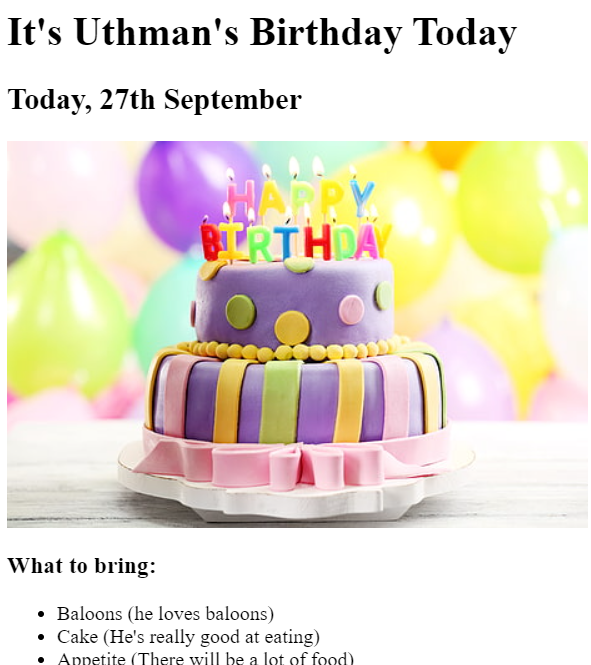 It's Uthman's Birthday Today
Today, 27th September
HAPPY
BIRTHDAY
What to bring:
Baloons (he loves baloons)
Cake (He's really good at eating)
Appetite (There will be a lot of food)